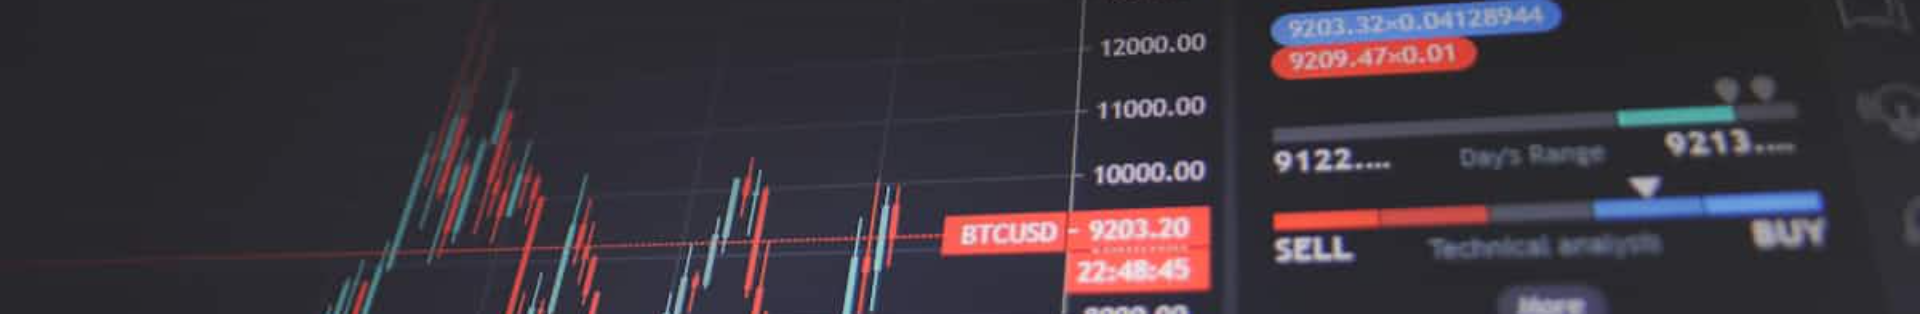 12000.00
11000.00
10000.00
BTCUSD
9203.20
22:48:45
9203.32×0.04128944
9209.47×0.01
9122....
Day's Range
9213....
SELL
Technical analysis
BUY
More